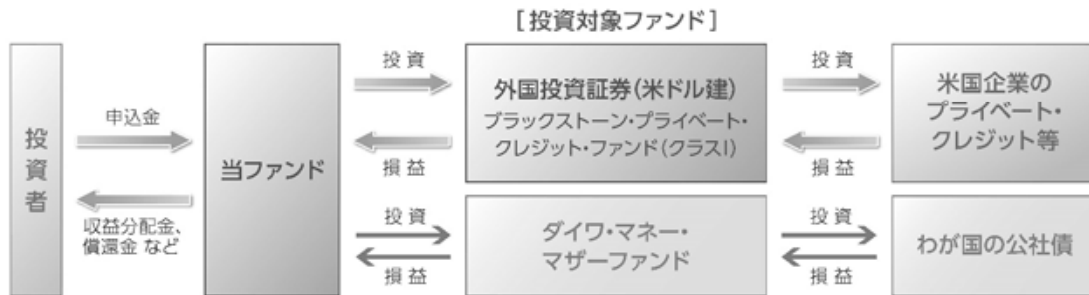 [投資対象ファンド]
投資者
申込金
収益分配金、
償還金 など
当ファンド
投 資
損 益
外国投資証券(米ドル建)
ブラックストーン・プライベート・
クレジット・ファンド(クラスI)
投 資
損 益
米国企業の
プライベート・
クレジット等
投 資
損 益
ダイワ・マネー・
マザーファンド
投 資
損 益
わが国の公社債